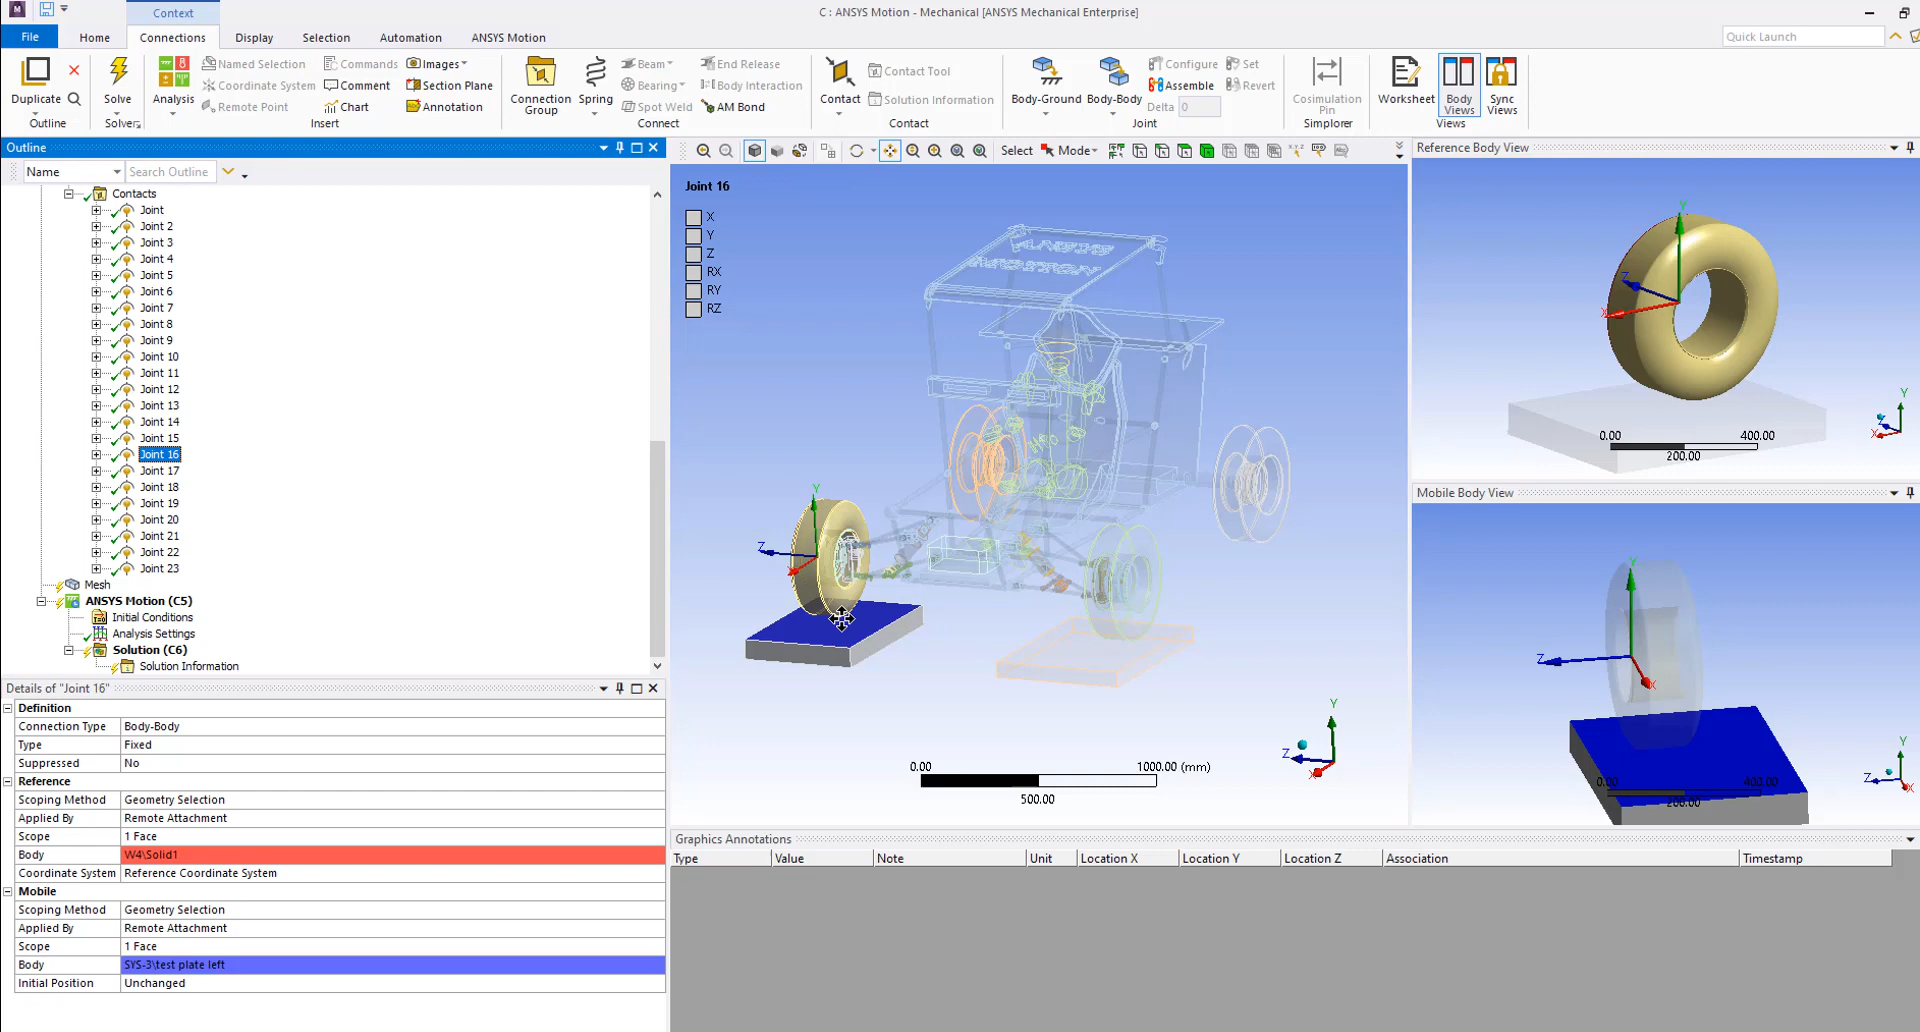 Context
C : ANSYS Motion - Mechanical [ANSYS Mechanical Enterprise]
File
Home
Connections
Display
Selection
Automation
ANSYS Motion
Quick Launch
Duplicate
Outline
Solve
Solver
Analysis
Named Selection
Coordinate System
Remote Point
Commands
Comment
Chart
Images
Section Plane
Annotation
Insert
Connection
Group
Spring
Beam
Bearing
Spot Weld
End Release
Body Interaction
AM Bond
Connect
Contact
Contact Tool
Solution Information
Contact
Body-Ground
Body-Body
Configure
Set
Assemble
Revert
Delta 0
Joint
Cosimulation
Pin
Simplorer
Worksheet
Body
Views
Sync
Views
Views
Outline
Name
Search Outline
Contacts
Joint
Joint 2
Joint 3
Joint 4
Joint 5
Joint 6
Joint 7
Joint 8
Joint 9
Joint 10
Joint 11
Joint 12
Joint 13
Joint 14
Joint 15
Joint 16
Joint 17
Joint 18
Joint 19
Joint 20
Joint 21
Joint 22
Joint 23
Mesh
ANSYS Motion (C5)
Initial Conditions
Analysis Settings
Solution (C6)
Solution Information
Details of "Joint 16"
Definition
Connection Type Body-Body
Type Fixed
Suppressed No
Reference
Scoping Method Geometry Selection
Applied By Remote Attachment
Scope 1 Face
Body W4\Solid1
Coordinate System Reference Coordinate System
Mobile
Scoping Method Geometry Selection
Applied By Remote Attachment
Scope 1 Face
Body SYS-3\test plate left
Initial Position Unchanged
Select Mode
Joint 16
X
Y
Z
RX
RY
RZ
ANSYS
MOTION
Y
Z
X
Y
Z
X
0.00 1000.00 (mm)
500.00
Reference Body View
Y
Z
X
Y
X
0.00 400.00
200.00
Mobile Body View
Y
Z
X
Y
Z
X
0.00 400.00
200.00
Graphics Annotations
Type Value Note Unit Location X Location Y Location Z Association Timestamp